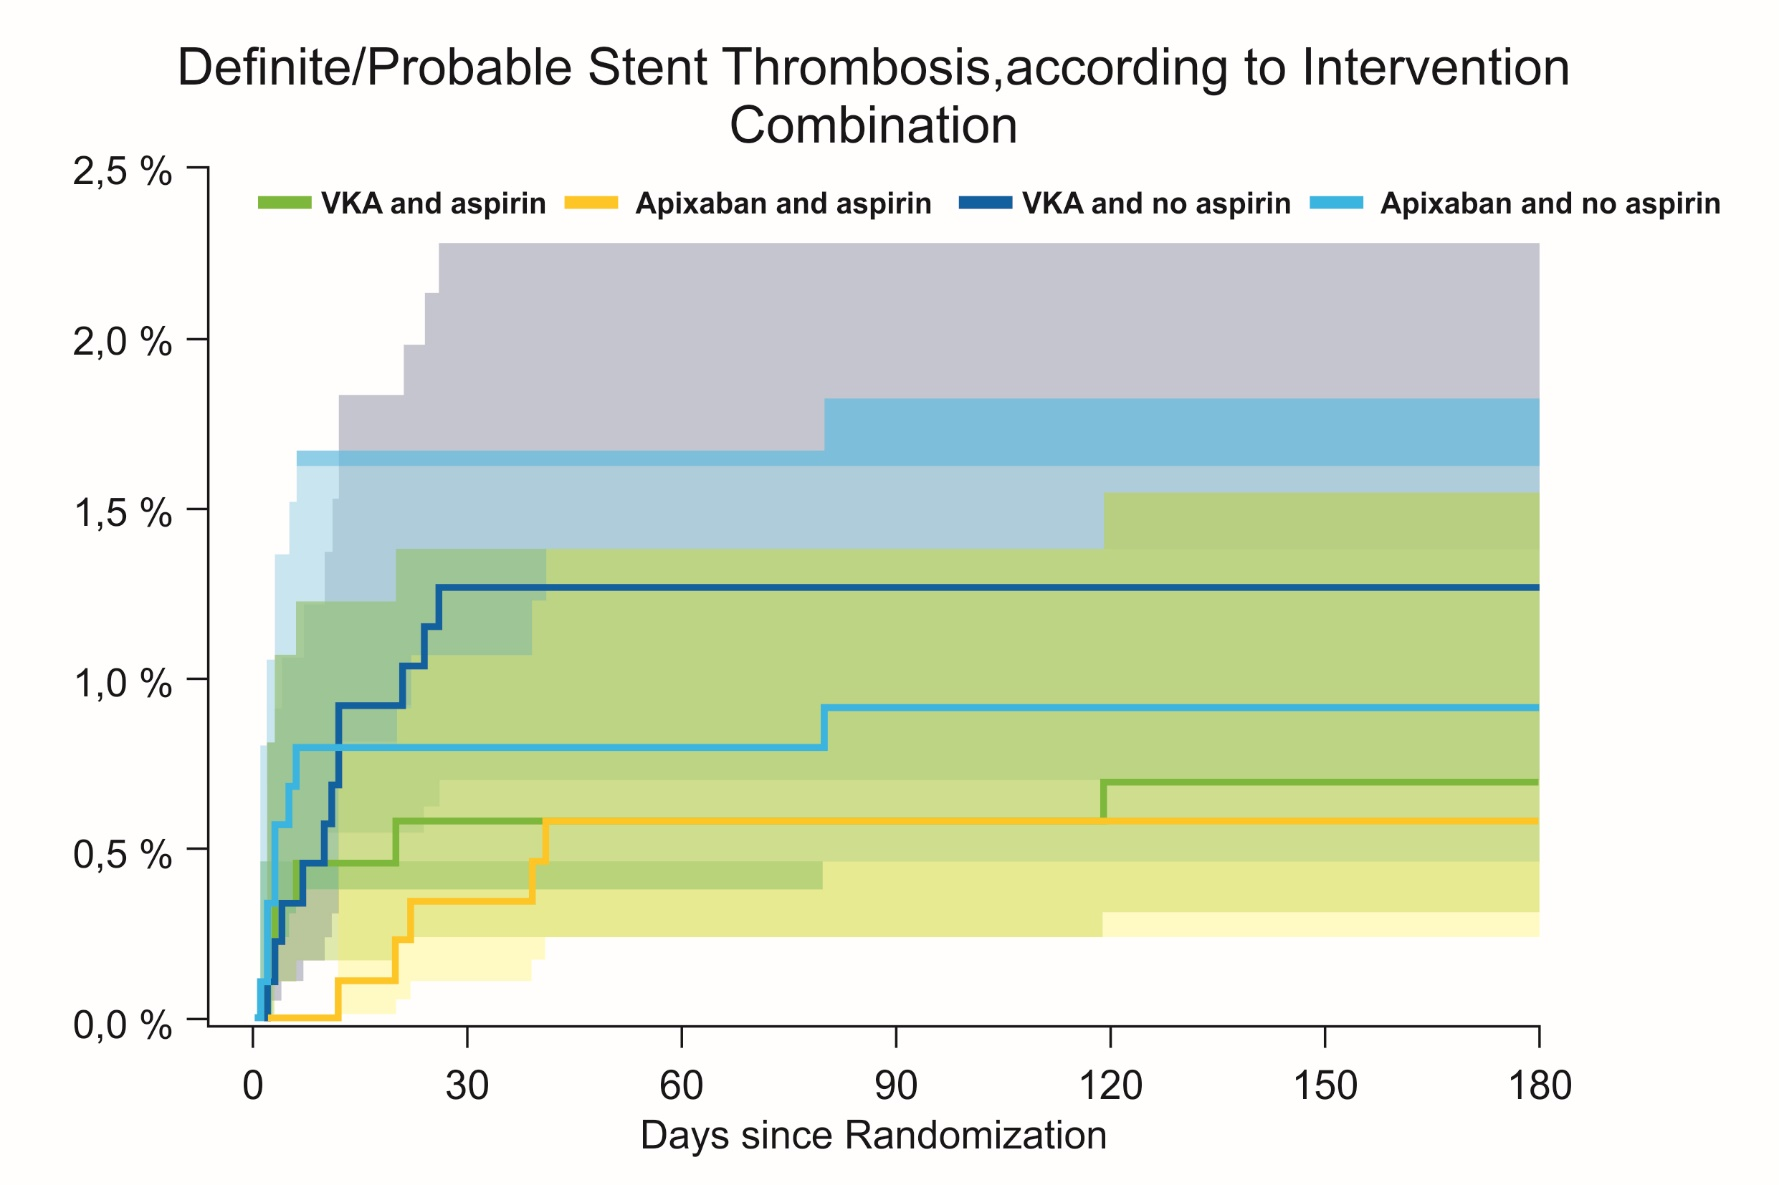 Definite/Probable Stent Thrombosis,according to Intervention
Combination
2,5 %
VKA and aspirin Apixaban and aspirin VKA and no aspirin Apixaban and no aspirin
2,0 %
1,5 %
1,0 %
0,5 %
0,0 %
0 30 60 90 120 150 180
Days since Randomization